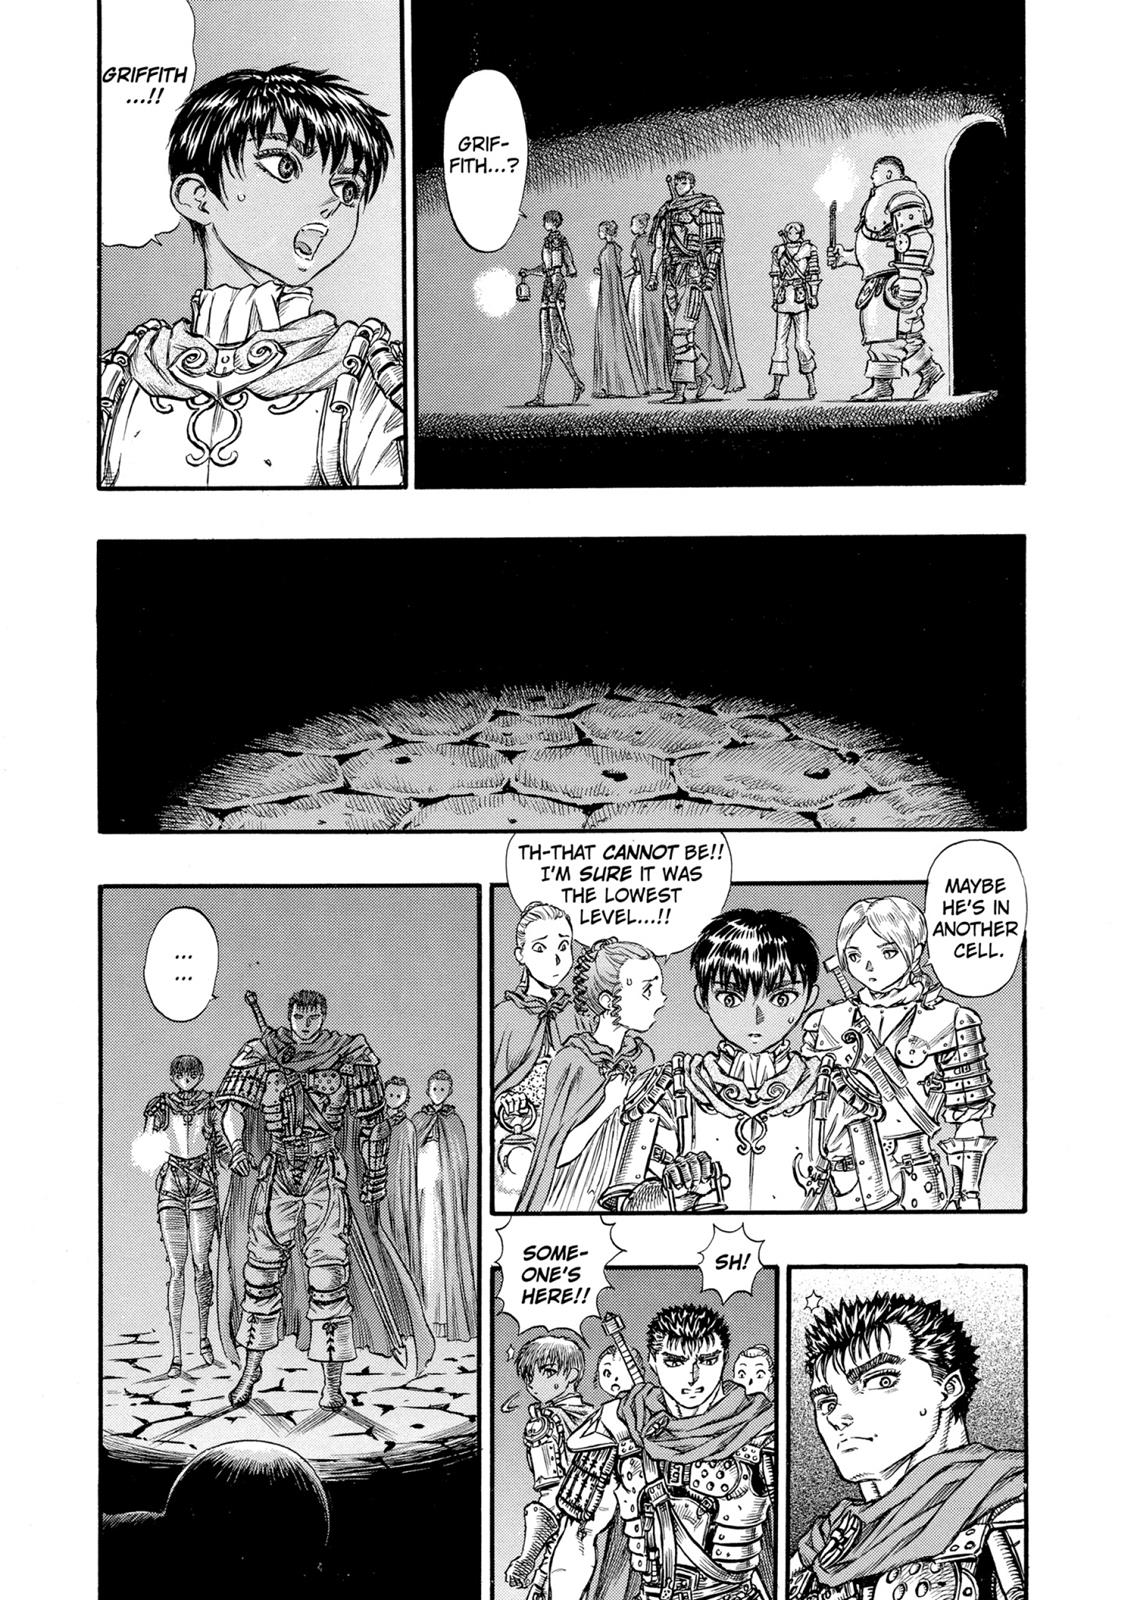 GRIF-
FITH...?
GRIFFITH
...!!
MAYBE
HE'S IN
ANOTHER
CELL.
TH-THAT CANNOT BE!!
I'M SURE IT WAS
THE LOWEST
LEVEL...!!
...
...
SH!
SOME-
ONE'S
HERE!!